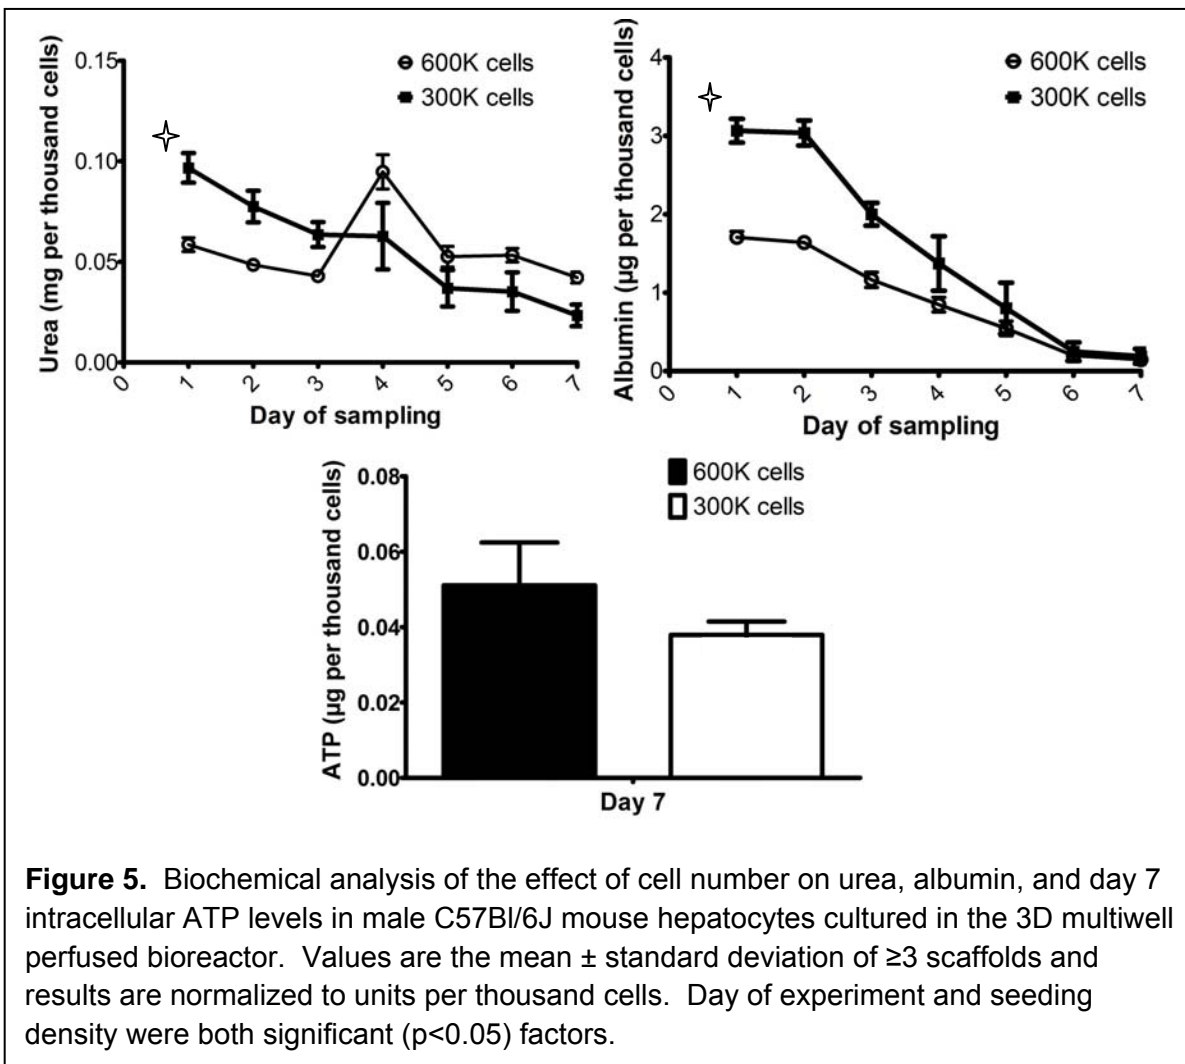 0.15
0.10
0.05
0.00
Urea (mg per thousand cells)
600K cells
300K cells
0
1
2
3
4
5
6
7
Day of sampling
4
3
2
1
0
Albumin (µg per thousand cells)
600K cells
300K cells
0
1
2
3
4
5
6
7
Day of sampling
0.08
0.06
0.04
0.02
0.00
ATP (µg per thousand cells)
600K cells
300K cells
Day 7
Figure 5. Biochemical analysis of the effect of cell number on urea, albumin, and day 7
intracellular ATP levels in male C57Bl/6J mouse hepatocytes cultured in the 3D multiwell
perfused bioreactor. Values are the mean ± standard deviation of ≥3 scaffolds and
results are normalized to units per thousand cells. Day of experiment and seeding
density were both significant (p<0.05) factors.